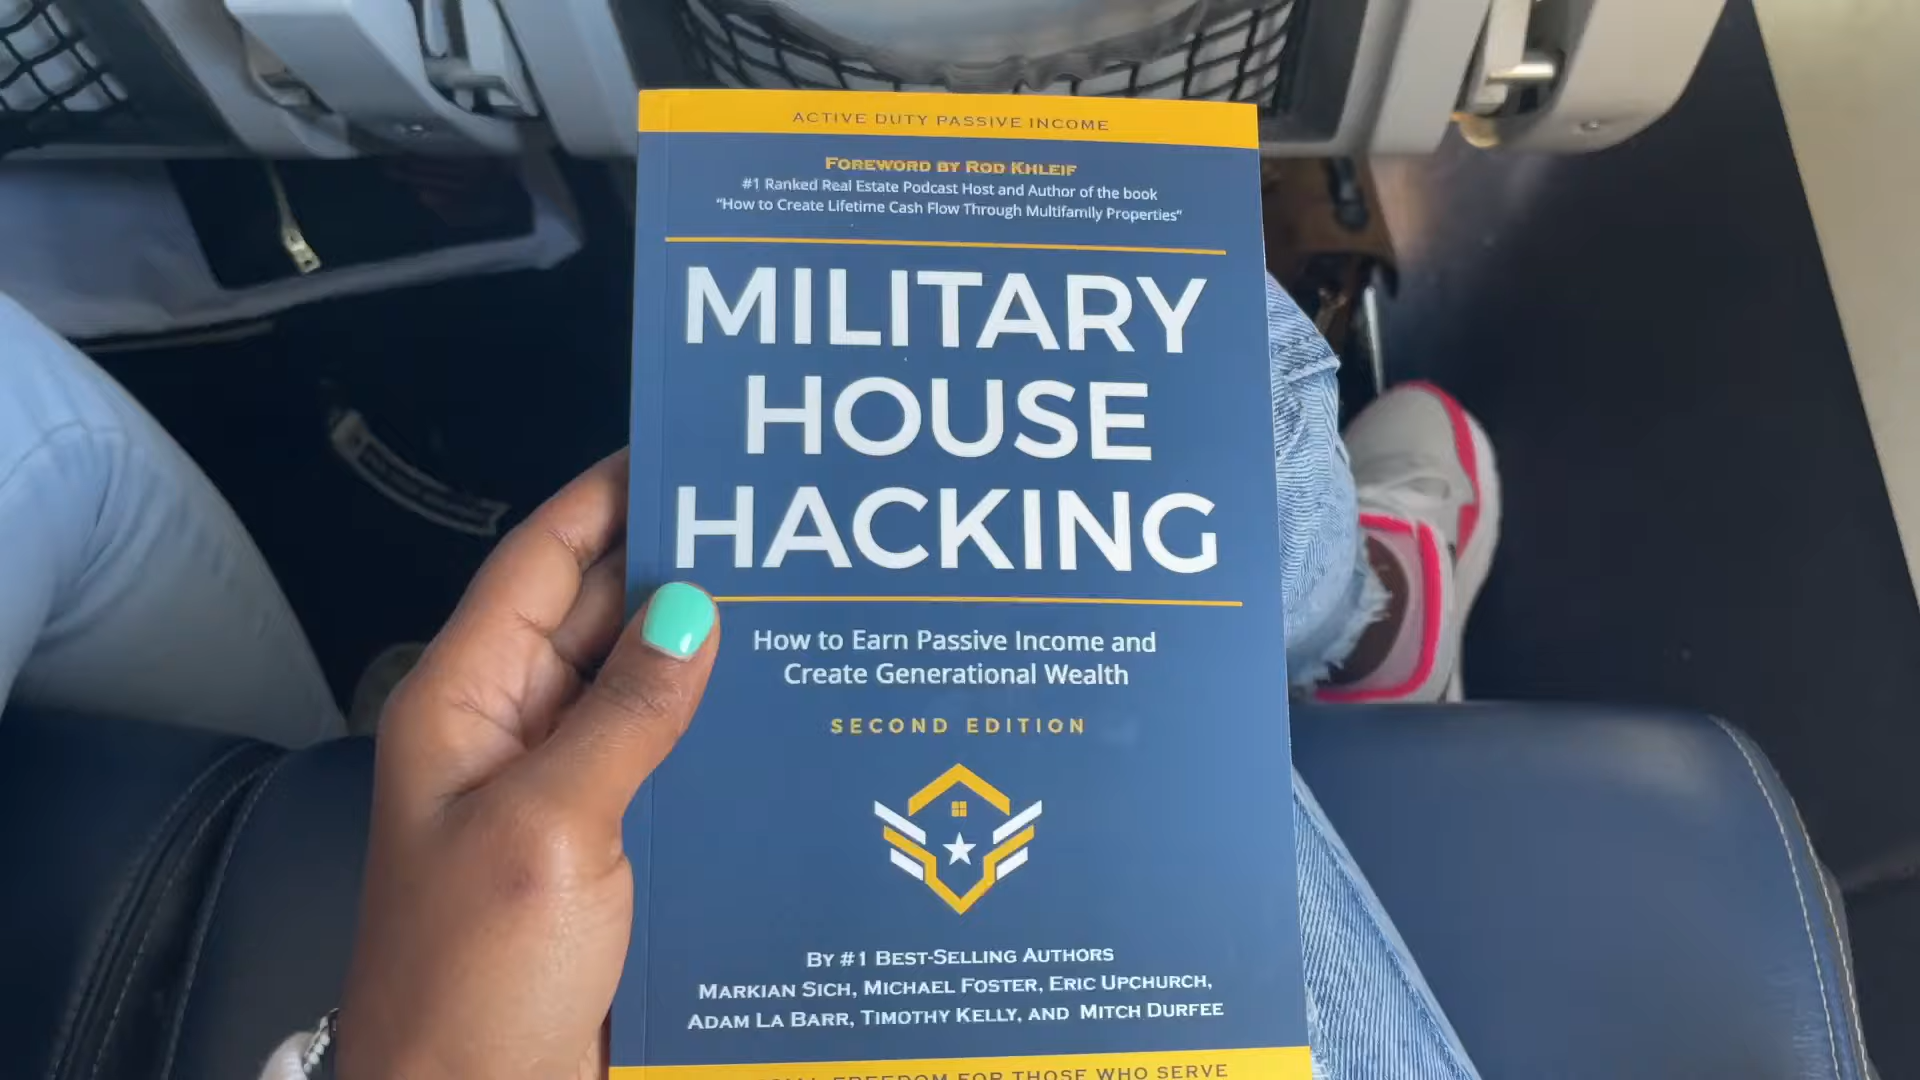 ACTIVE DUTY PASSIVE INCOME
FOREWORD BY ROD KHLEIF
#1 Ranked Real Estate Podcast Host and Author of the book
"How to Create Lifetime Cash Flow Through Multifamily Properties"
MILITARY
HOUSE
HACKING
How to Earn Passive Income and
Create Generational Wealth
SECOND EDITION
BY #1 BEST-SELLING AUTHORS
MARKIAN SICH, MICHAEL FOSTER, ERIC UPCHURCH,
ADAM LA BARR, TIMOTHY KELLY, AND MITCH DURFEE
FREEDOM FOR THOSE WHO SERVE